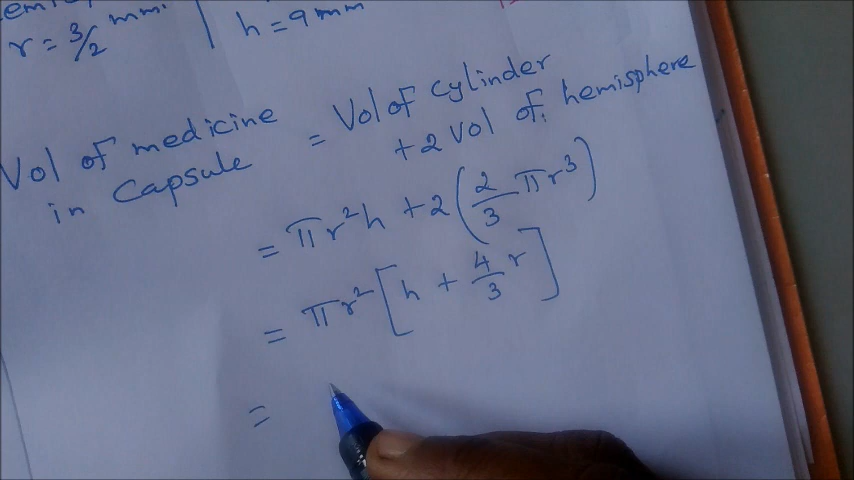 r = 3/2 mm. h = 9 mm
Vol of medicine in Capsule = Vol of cylinder
+ 2 Vol of hemisphere
= πr²h + 2(2/3 πr³)
= πr²[h + 4/3 r]
=